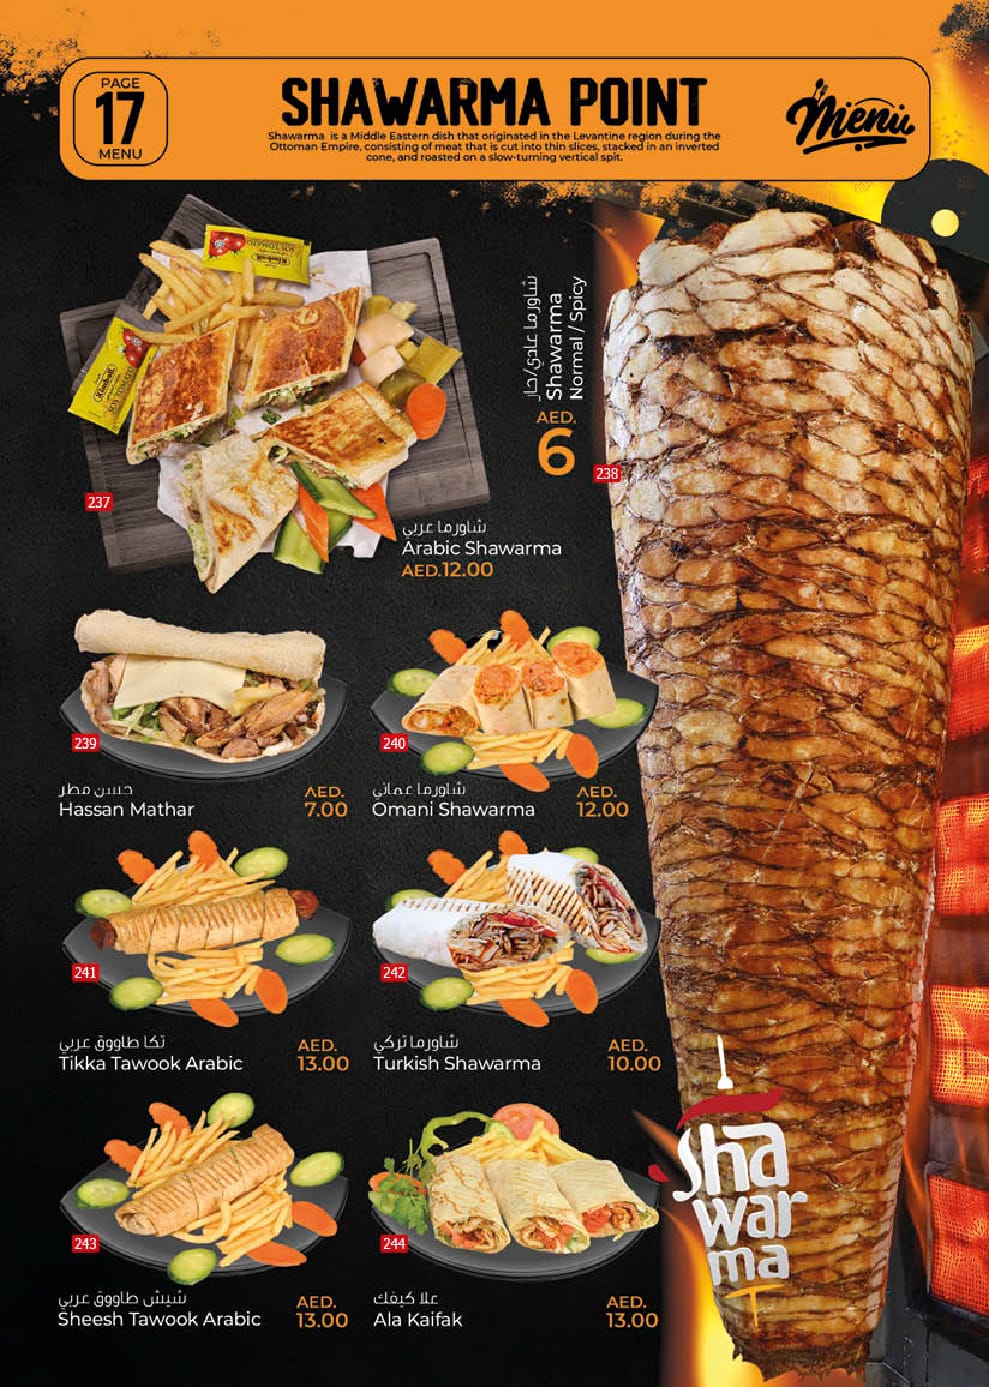 PAGE
17
MENU
SHAWARMA POINT
Shawarma is a Middle Eastern dish that originated in the Levantine region during the
Ottoman Empire, consisting of meat that is cut into thin slices, stacked in an inverted
cone, and roasted on a slow-turning vertical spit.
Menu
SOS TOMATO
Kimball
Kimball
SOS TOMATO
237
شاورما عربي
Arabic Shawarma
AED.12.00
شاورما عادي/حار
Shawarma
Normal / Spicy
AED.
6
238
239
حسن مطر
Hassan Mathar
AED.
7.00
240
شاورما عماني
Omani Shawarma
AED.
12.00
241
تكا طاووق عربي
Tikka Tawook Arabic
AED.
13.00
242
شاورما تركي
Turkish Shawarma
AED.
10.00
243
شيش طاووق عربي
Sheesh Tawook Arabic
AED.
13.00
244
علا كيفك
Ala Kaifak
AED.
13.00
Sha
war
ma